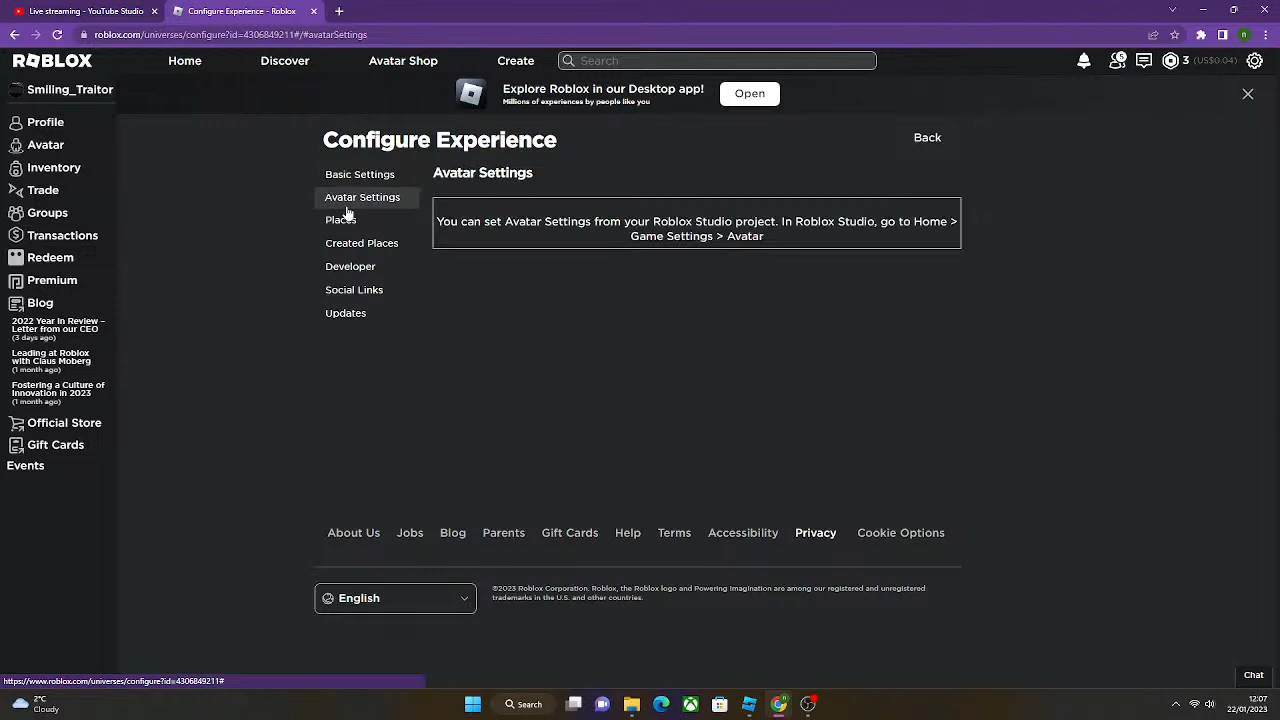 Live streaming - YouTube Studio
Configure Experience - Roblox
roblox.com/universes/configure?id=4306849211#/#avatarSettings
n
ROBLOX
Home
Discover
Avatar Shop
Create
Search
3 (US$0.04)
Smiling_Traitor
Explore Roblox in our Desktop app!
Millions of experiences by people like you
Open
Profile
Avatar
Inventory
Trade
Groups
Transactions
Redeem
Premium
Blog
2022 Year in Review –
Letter from our CEO
(3 days ago)
Leading at Roblox
with Claus Moberg
(1 month ago)
Fostering a Culture of
Innovation in 2023
(1 month ago)
Official Store
Gift Cards
Events
Configure Experience
Back
Basic Settings
Avatar Settings
Places
Created Places
Developer
Social Links
Updates
Avatar Settings
You can set Avatar Settings from your Roblox Studio project. In Roblox Studio, go to Home >
Game Settings > Avatar
About Us
Jobs
Blog
Parents
Gift Cards
Help
Terms
Accessibility
Privacy
Cookie Options
English
©2023 Roblox Corporation. Roblox, the Roblox logo and Powering Imagination are among our registered and unregistered
trademarks in the U.S. and other countries.
https://www.roblox.com/universes/configure?id=4306849211#
Chat
2°C
Cloudy
Search
12:07
22/01/2023